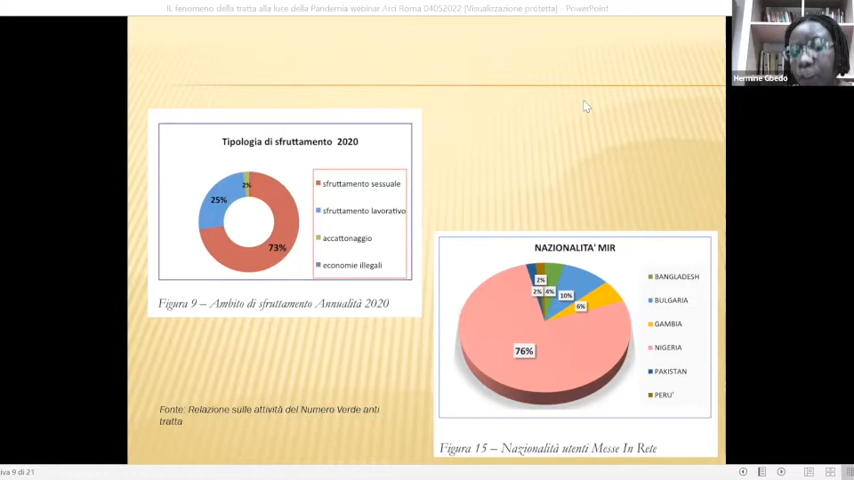 IL fenomeno della tratta alla luce della Pandemia webinar Arci Roma 04052022 [Visualizzazione protetta] - PowerPoint
Hermine Gbedo
Tipologia di sfruttamento 2020
2%
25%
73%
sfruttamento sessuale
sfruttamento lavorativo
accattonaggio
economie illegali
Figura 9 – Ambito di sfruttamento Annualità 2020
NAZIONALITA' MIR
2%
2%
4%
10%
6%
76%
BANGLADESH
BULGARIA
GAMBIA
NIGERIA
PAKISTAN
PERU'
Figura 15 – Nazionalità utenti Messe In Rete
Fonte: Relazione sulle attività del Numero Verde anti
tratta
iva 9 di 21